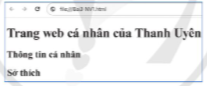 Trang web cá nhân của Thanh Uyên
Thông tin cá nhân
Sở thích